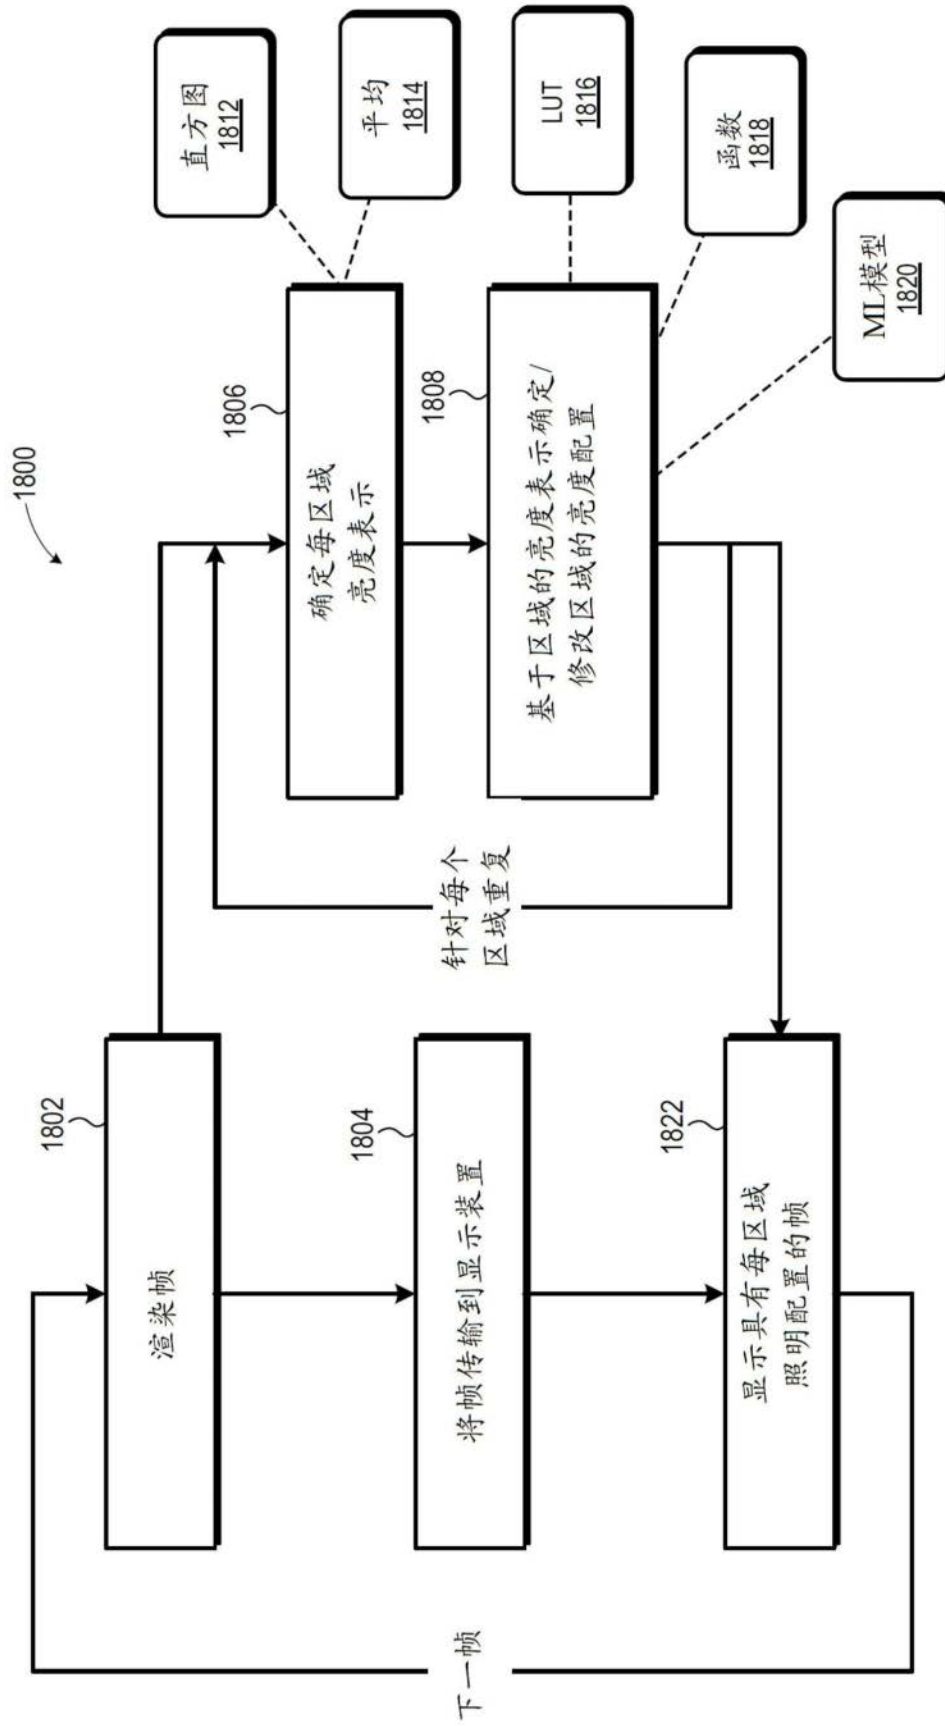 1800
1802
渲染帧
1804
将帧传输到显示装置
1822
显示具有每区域
照明配置的帧
下一帧
1806
确定每区域
亮度表示
1808
基于区域的亮度表示确定/
修改区域的亮度配置
针对每个
区域重复
直方图
1812
平均
1814
LUT
1816
函数
1818
ML模型
1820